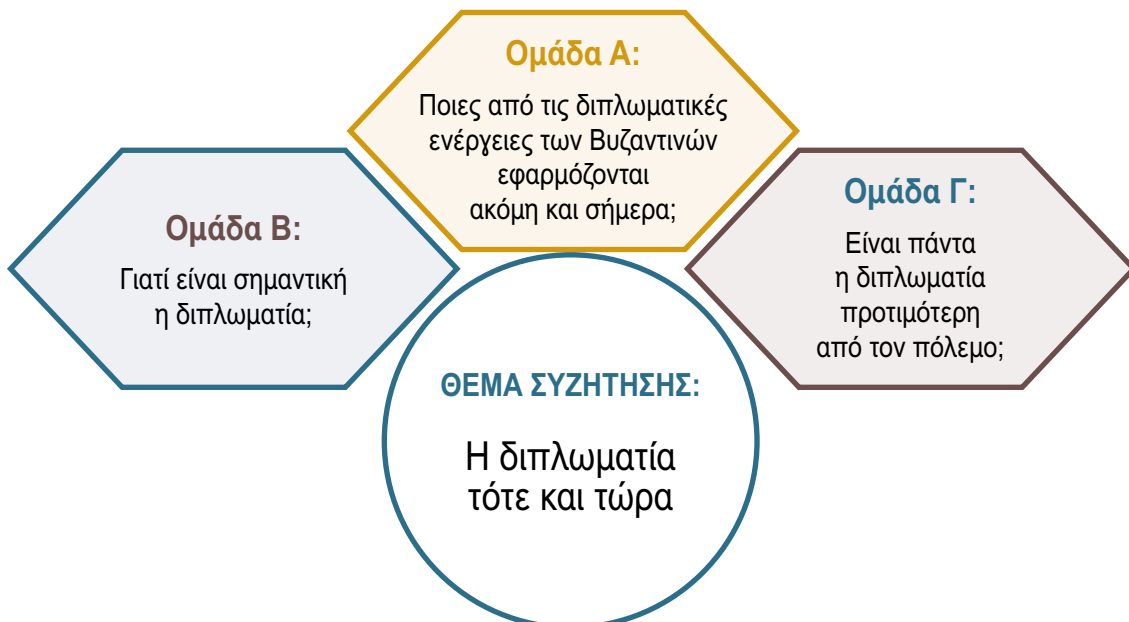 Ομάδα Α:
Ποιες από τις διπλωματικές
ενέργειες των Βυζαντινών
εφαρμόζονται
ακόμη και σήμερα;
Ομάδα Β:
Γιατί είναι σημαντική
η διπλωματία;
Ομάδα Γ:
Είναι πάντα
η διπλωματία
προτιμότερη
από τον πόλεμο;
ΘΕΜΑ ΣΥΖΗΤΗΣΗΣ:
Η διπλωματία
τότε και τώρα